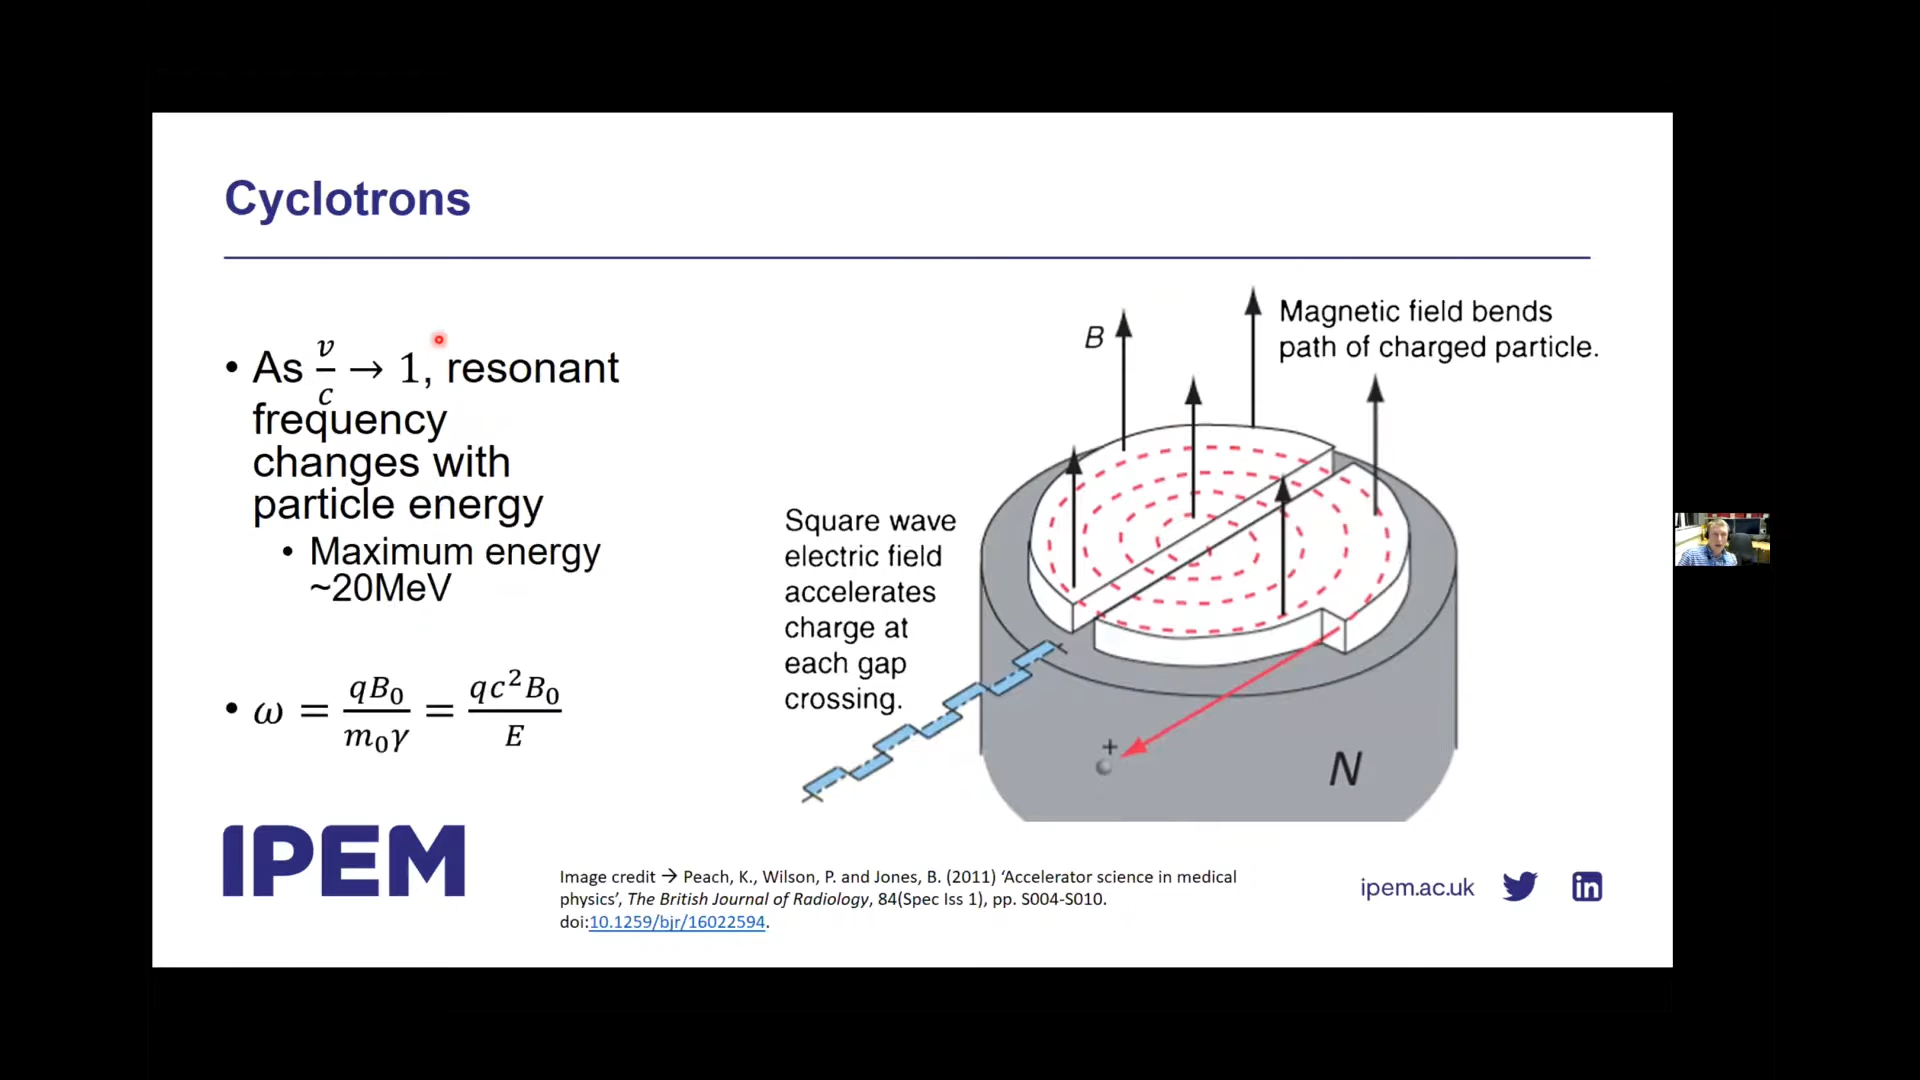 Cyclotrons
• As v/c → 1, resonant
frequency
changes with
particle energy
• Maximum energy
~20MeV
• ω = qB₀/m₀γ = qc²B₀/E
B
Magnetic field bends
path of charged particle.
Square wave
electric field
accelerates
charge at
each gap
crossing.
+
N
IPEM
Image credit → Peach, K., Wilson, P. and Jones, B. (2011) ‘Accelerator science in medical
physics’, The British Journal of Radiology, 84(Spec Iss 1), pp. S004-S010.
doi:10.1259/bjr/16022594.
ipem.ac.uk
in